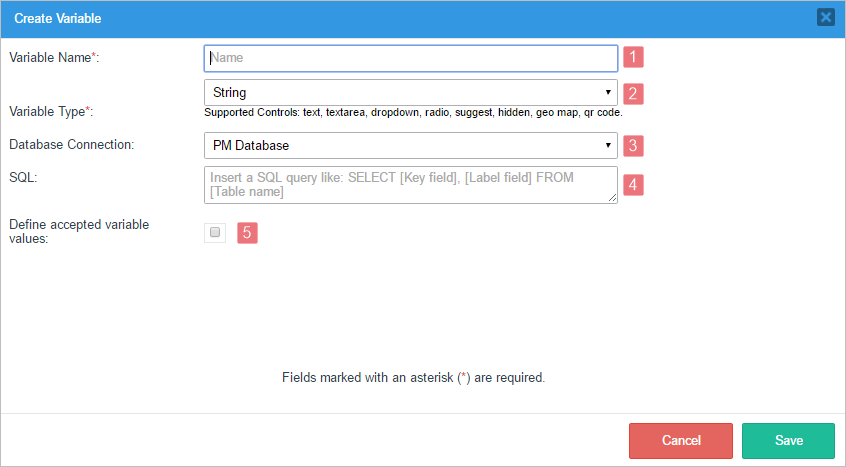 Create Variable
Variable Name*:
Name
1
String
2
Variable Type*:
Supported Controls: text, textarea, dropdown, radio, suggest, hidden, geo map, qr code.
Database Connection:
PM Database
3
SQL:
Insert a SQL query like: SELECT [Key field], [Label field] FROM
[Table name]
4
Define accepted variable
values:
5
Fields marked with an asterisk (*) are required.
Cancel
Save